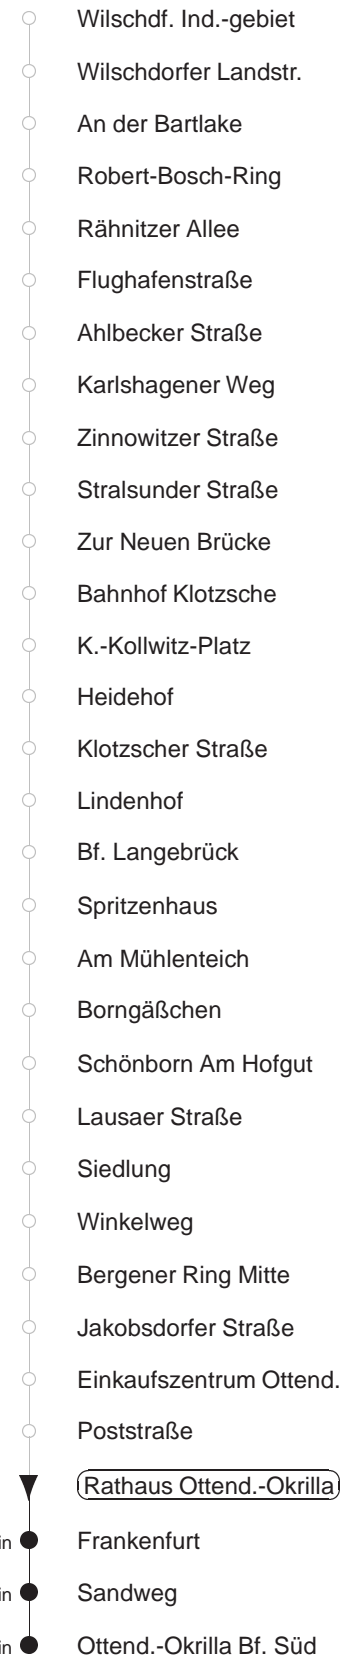 Wilschdf. Ind.-gebiet
Wilschdorfer Landstr.
An der Bartlake
Robert-Bosch-Ring
Rähnitzer Allee
Flughafenstraße
Ahlbecker Straße
Karlshagener Weg
Zinnowitzer Straße
Stralsunder Straße
Zur Neuen Brücke
Bahnhof Klotzsche
K.-Kollwitz-Platz
Heidehof
Klotzscher Straße
Lindenhof
Bf. Langebrück
Spritzenhaus
Am Mühlenteich
Borngäßchen
Schönborn Am Hofgut
Lausaer Straße
Siedlung
Winkelweg
Bergener Ring Mitte
Jakobsdorfer Straße
Einkaufszentrum Ottend.
Poststraße
Rathaus Ottend.-Okrilla
in Frankenfurt
in Sandweg
in Ottend.-Okrilla Bf. Süd